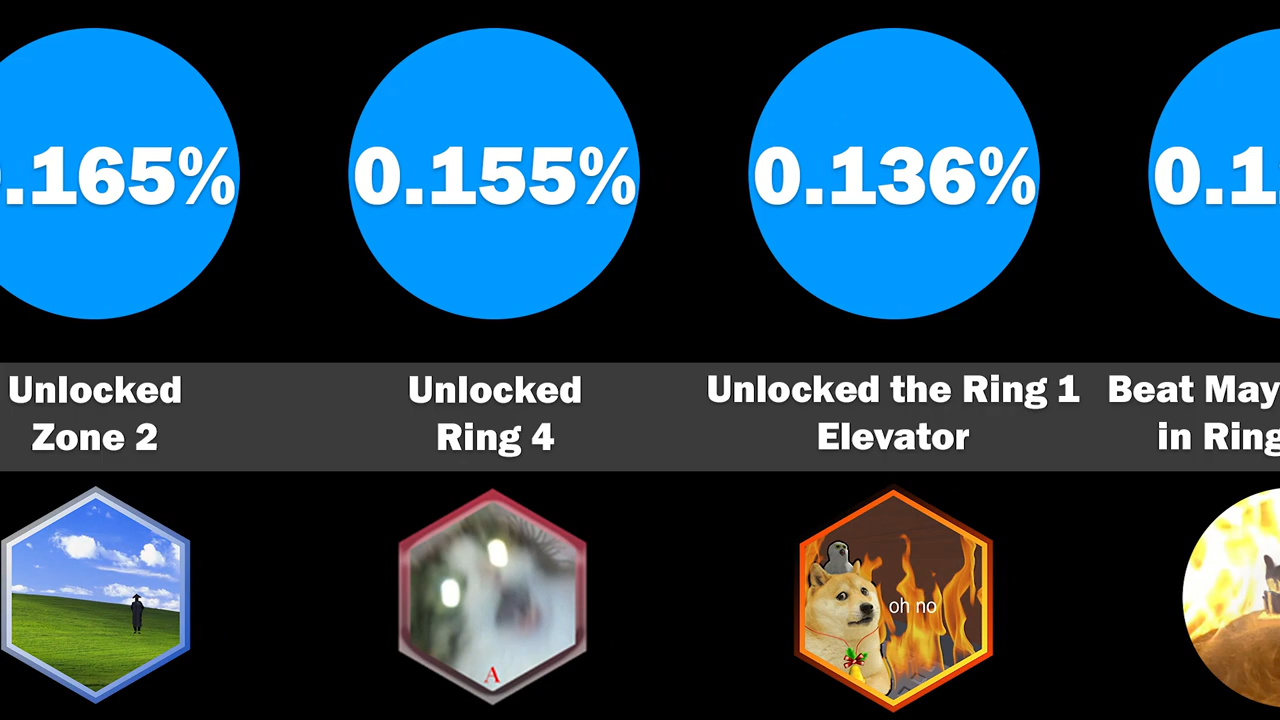 .165%
0.155%
0.136%
0.1
Unlocked
Zone 2
Unlocked
Ring 4
Unlocked the Ring 1
Elevator
Beat May
in Ring
oh no
A